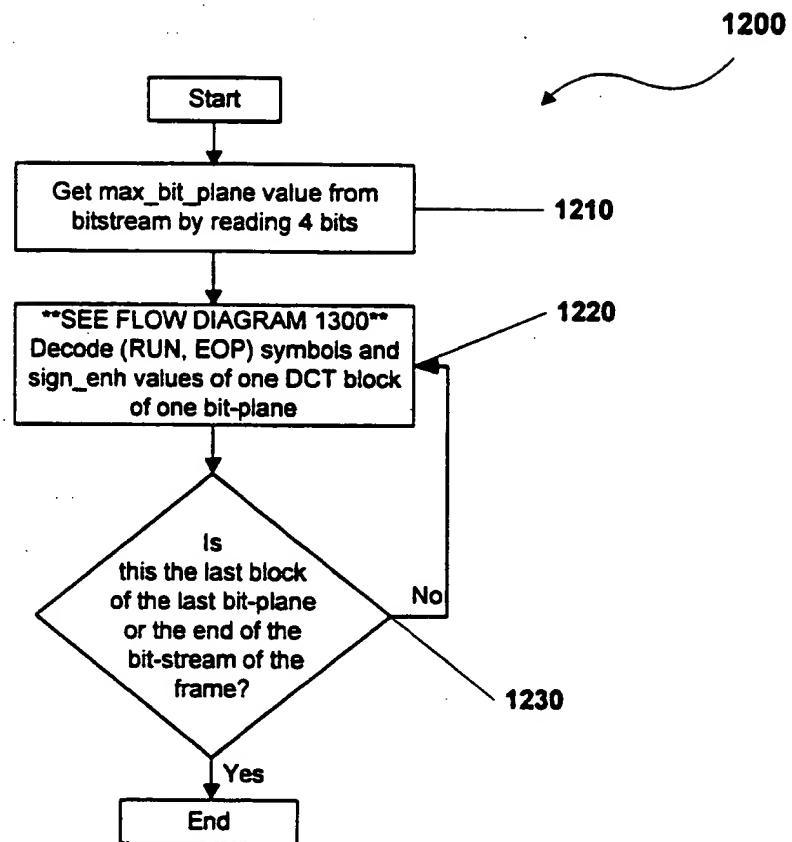 1200
Start
Get max_bit_plane value from
bitstream by reading 4 bits
1210
**SEE FLOW DIAGRAM 1300**
Decode (RUN, EOP) symbols and
sign_enh values of one DCT block
of one bit-plane
1220
Is
this the last block
of the last bit-plane
or the end of the
bit-stream of the
frame?
No
1230
Yes
End